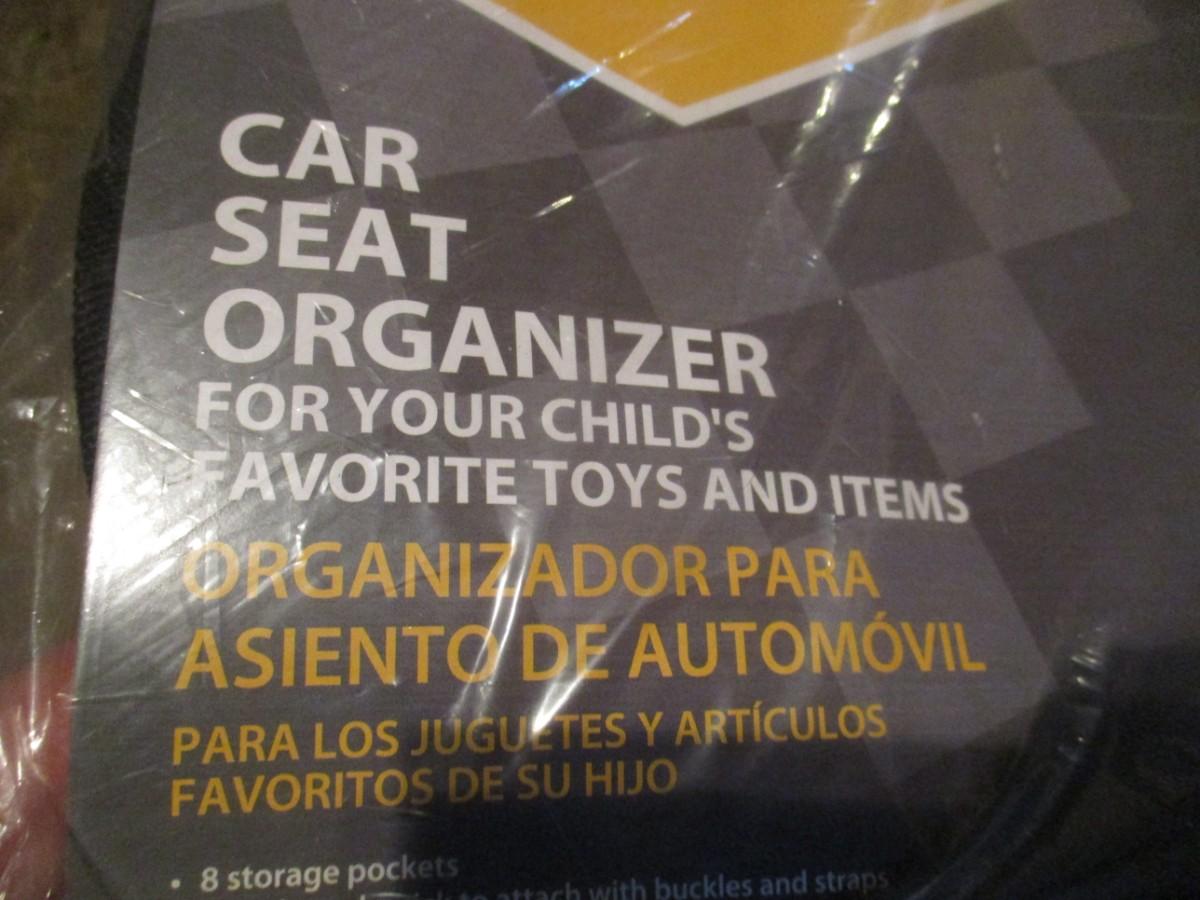 CAR
SEAT
ORGANIZER
FOR YOUR CHILD'S
FAVORITE TOYS AND ITEMS
ORGANIZADOR PARA
ASIENTO DE AUTOMÓVIL
PARA LOS JUGUETES Y ARTÍCULOS
FAVORITOS DE SU HIJO
• 8 storage pockets
to attach with buckles and straps